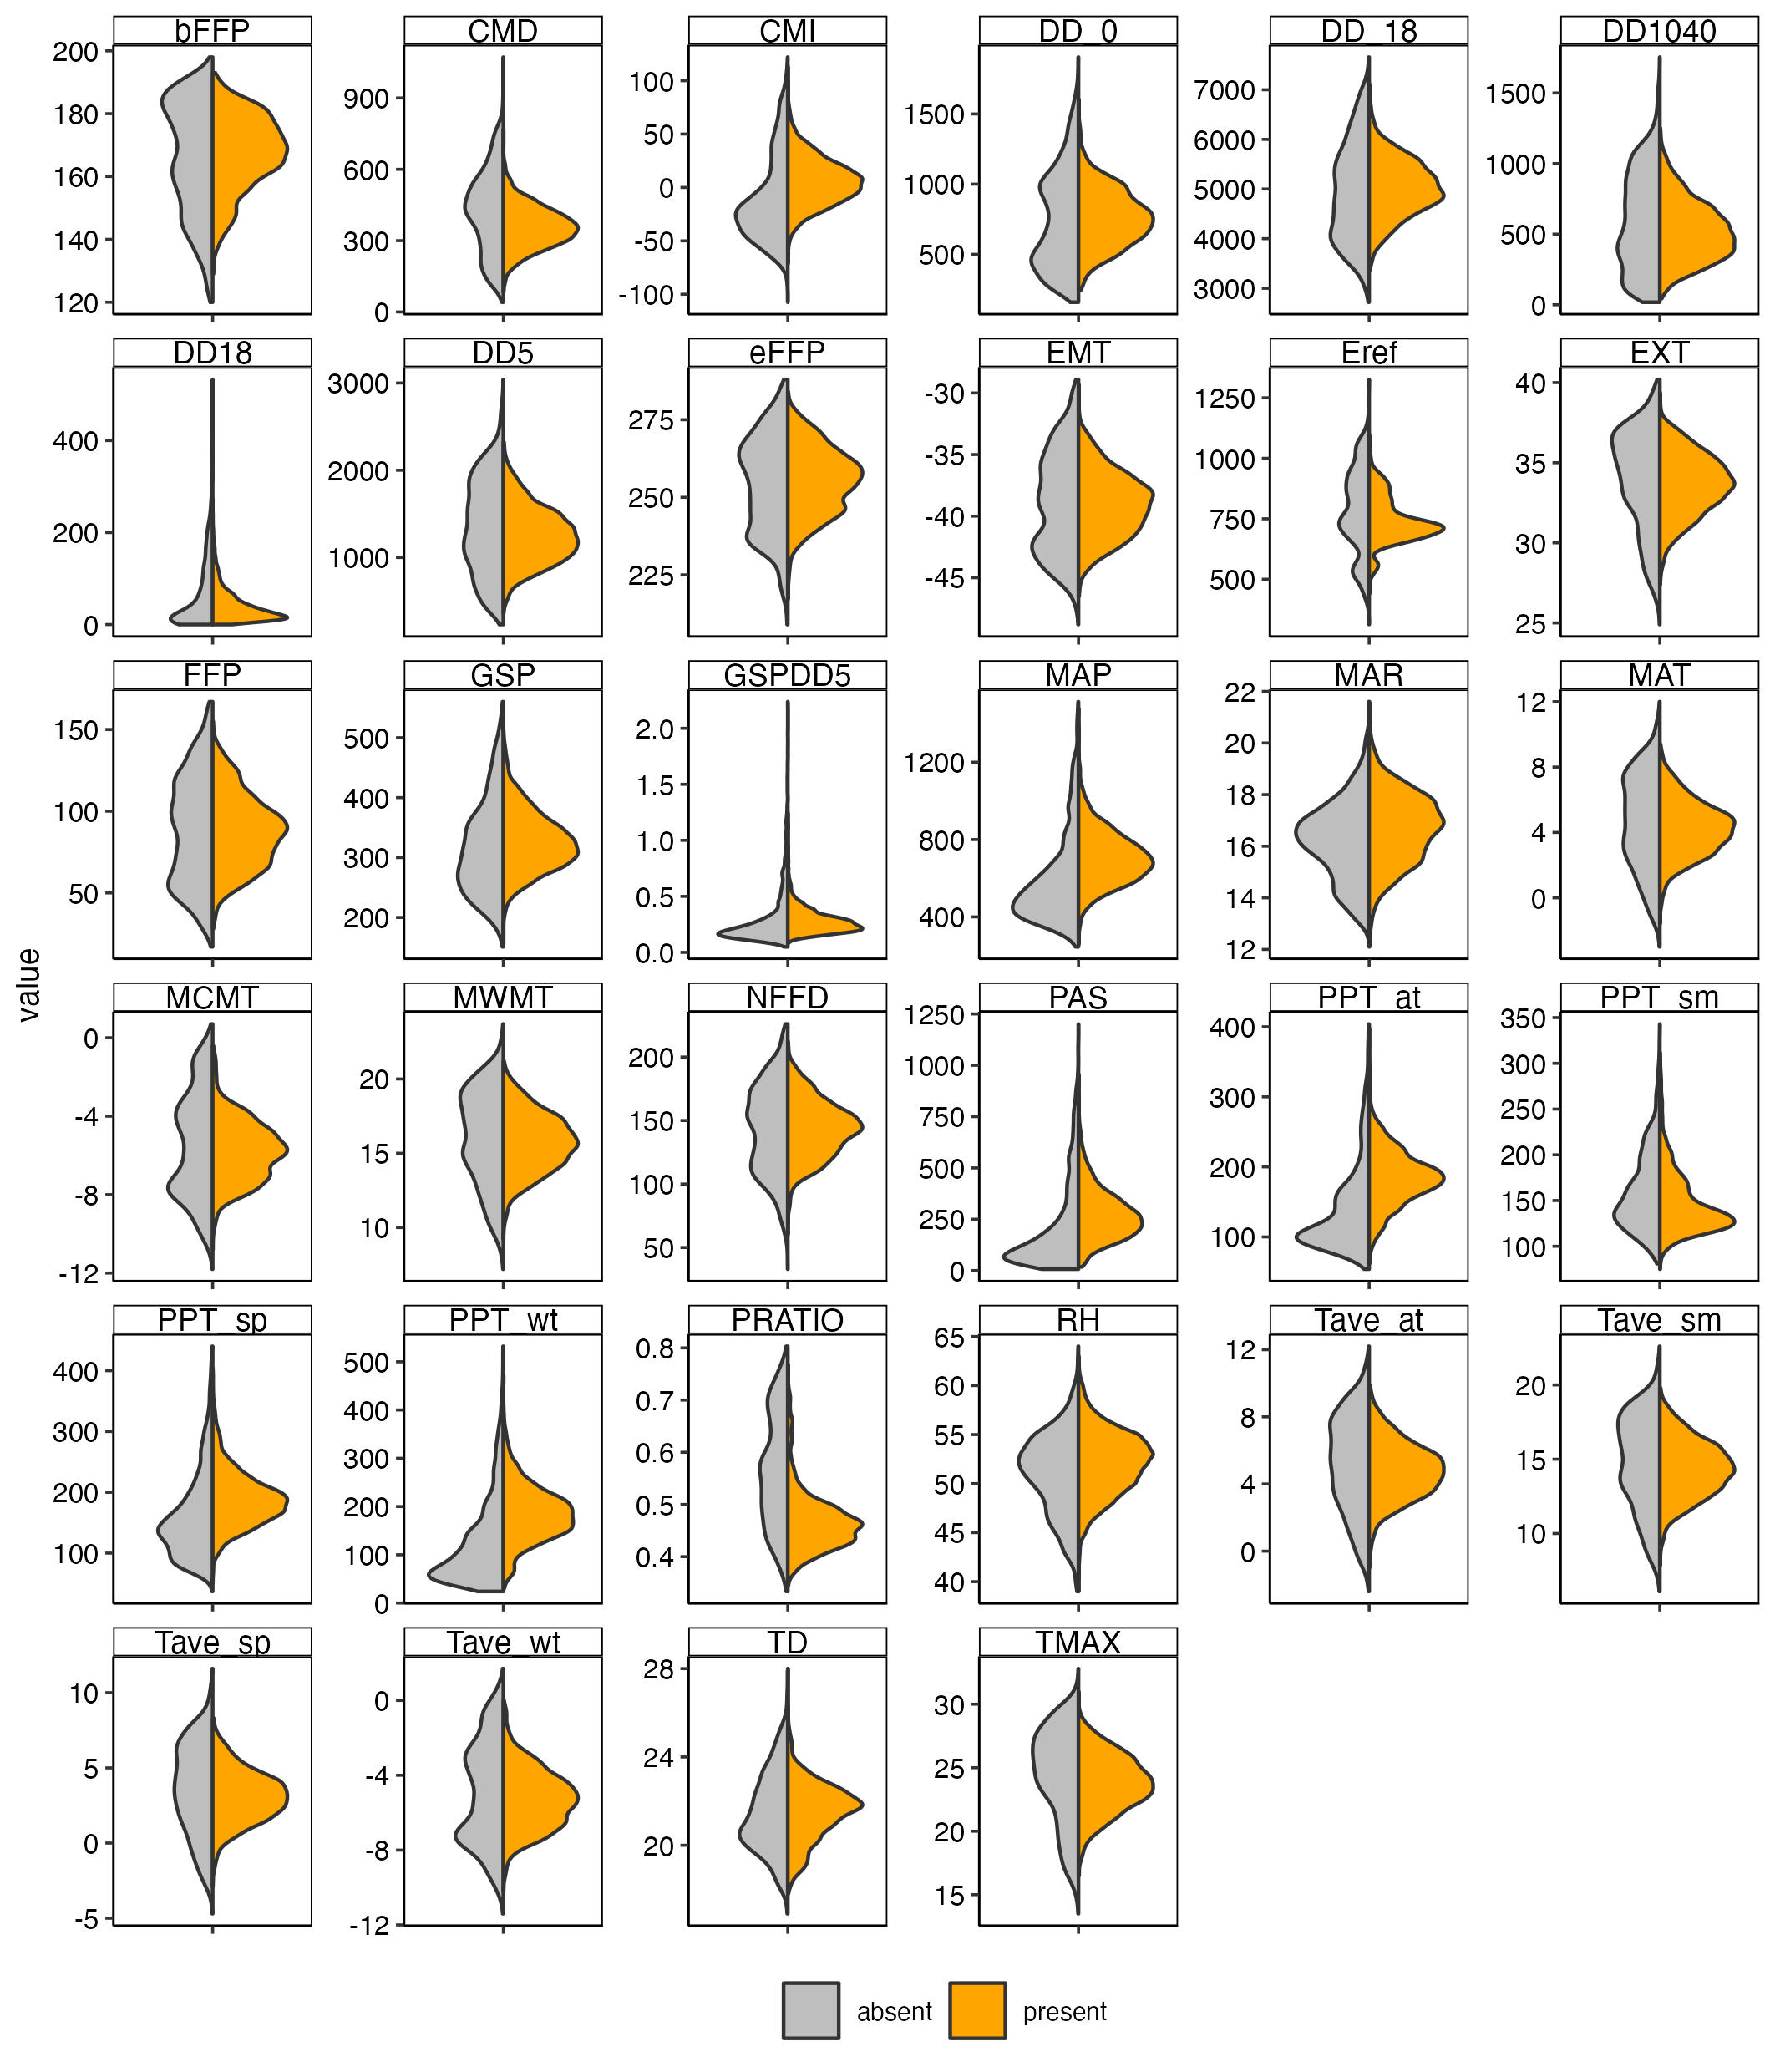 bFFP CMD CMI DD_0 DD_18 DD1040
200 180 160 140 120
900 600 300 0
100 50 0 -50 -100
1500 1000 500
7000 6000 5000 4000 3000
1500 1000 500 0
DD18 DD5 eFFP EMT Eref EXT
400 200 0
3000 2000 1000
275 250 225
-30 -35 -40 -45
1250 1000 750 500
40 35 30 25
FFP GSP GSPDD5 MAP MAR MAT
150 100 50
500 400 300 200
2.0 1.5 1.0 0.5 0.0
1200 800 400
22 20 18 16 14 12
12 8 4 0
value
MCMT MWMT NFFD PAS PPT_at PPT_sm
0 -4 -8 -12
20 15 10
200 150 100 50
1250 1000 750 500 250 0
400 300 200 100
350 300 250 200 150 100
PPT_sp PPT_wt PRATIO RH Tave_at Tave_sm
400 300 200 100
500 400 300 200 100 0
0.8 0.7 0.6 0.5 0.4
65 60 55 50 45 40
12 8 4 0
20 15 10
Tave_sp Tave_wt TD TMAX
10 5 0 -5
0 -4 -8 -12
28 24 20
30 25 20 15
absent present